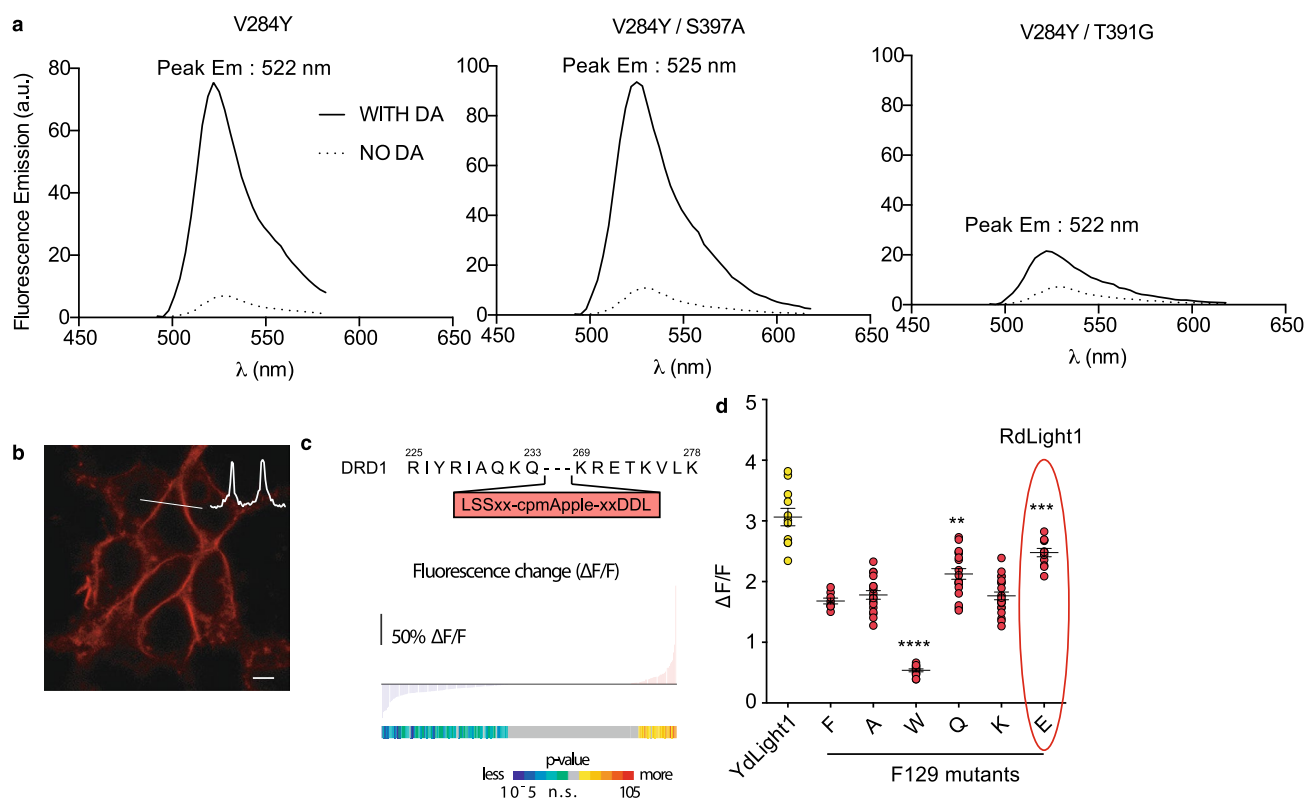 a
V284Y
V284Y / S397A
V284Y / T391G
Peak Em : 522 nm
Peak Em : 525 nm
Peak Em : 522 nm
WITH DA
NO DA
Fluorescence Emission (a.u.)
80
60
40
20
0
450 500 550 600 650
λ (nm)
100
80
60
40
20
0
450 500 550 600 650
λ (nm)
100
80
60
40
20
0
450 500 550 600 650
λ (nm)
b
c
225 233 269 278
DRD1 R I Y R I A Q K Q - - - K R E T K V L K
LSSxx-cpmApple-xxDDL
Fluorescence change (ΔF/F)
50% ΔF/F
p-value
less more
10⁻5 n.s. 105
d
RdLight1
ΔF/F
5
4
3
2
1
0
****
**
***
YdLight1 F A W Q K E
F129 mutants